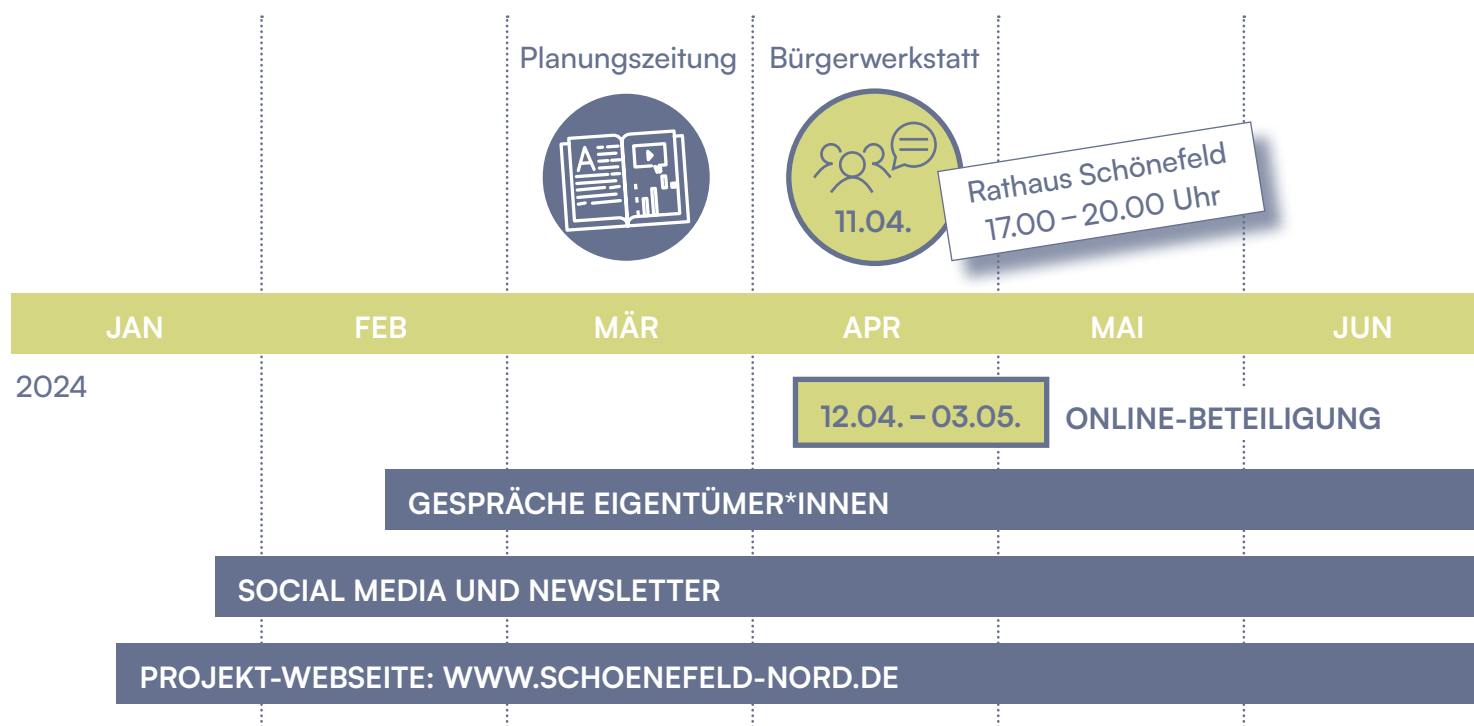 Planungszeitung
Bürgerwerkstatt
A
11.04.
Rathaus Schönefeld
17.00 – 20.00 Uhr
JAN
FEB
MÄR
APR
MAI
JUN
2024
12.04. – 03.05.
ONLINE-BETEILIGUNG
GESPRÄCHE EIGENTÜMER*INNEN
SOCIAL MEDIA UND NEWSLETTER
PROJEKT-WEBSEITE: WWW.SCHOENEFELD-NORD.DE